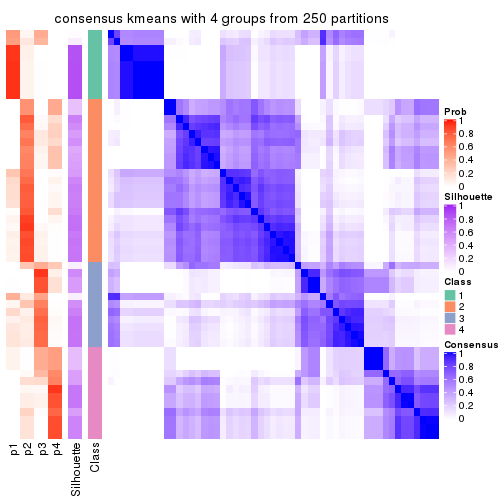 consensus kmeans with 4 groups from 250 partitions
p1
p2
p3
p4
Silhouette
Class
Prob
1
0.8
0.6
0.4
0.2
0
Silhouette
1
0.8
0.6
0.4
0.2
0
Class
1
2
3
4
Consensus
1
0.8
0.6
0.4
0.2
0